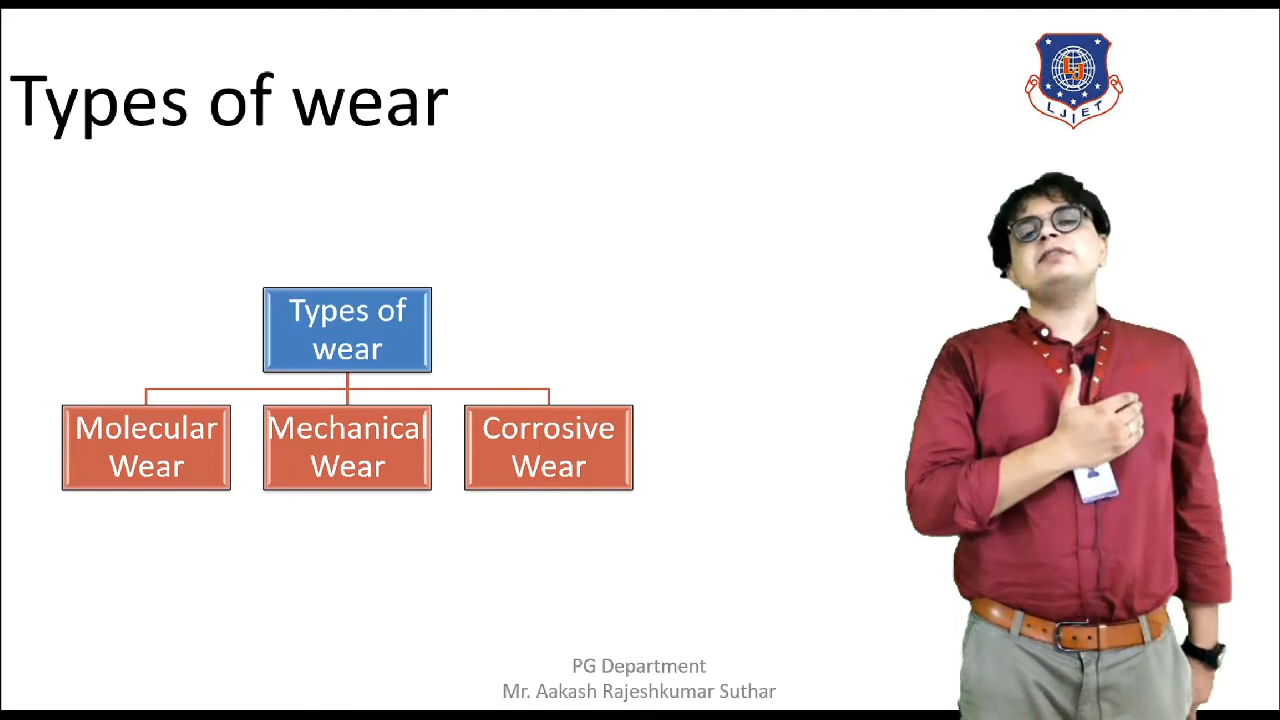 Types of wear
LJIET
Types of
wear
Molecular
Wear
Mechanical
Wear
Corrosive
Wear
PG Department
Mr. Aakash Rajeshkumar Suthar